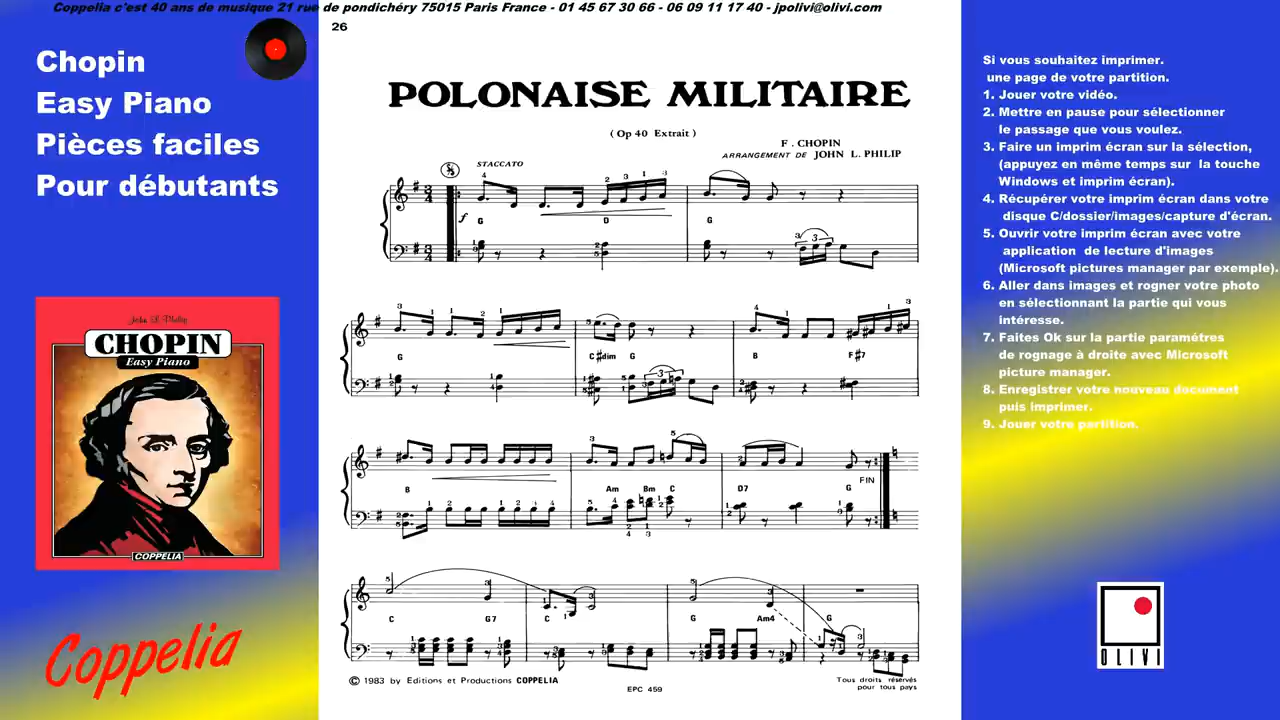 Coppelia c'est 40 ans de musique 21 rue de pondichéry 75015 Paris France - 01 45 67 30 66 - 06 09 11 17 40 - jpolivi@olivi.com
Chopin
Easy Piano
Pièces faciles
Pour débutants
John L. Philip
CHOPIN
Easy Piano
COPPELIA
Coppelia
26
POLONAISE MILITAIRE
( Op 40 Extrait )
F . CHOPIN
ARRANGEMENT DE JOHN L. PHILIP
STACCATO
f G D G
G C#dim G B F#7
B Am Bm C D7 G
FIN
C G7 C G Am4 G
© 1983 by Editions et Productions COPPELIA
EPC 459
Tous droits réservés
pour tous pays
Si vous souhaitez imprimer.
une page de votre partition.
1. Jouer votre vidéo.
2. Mettre en pause pour sélectionner
le passage que vous voulez.
3. Faire un imprim écran sur la sélection,
(appuyez en même temps sur la touche
Windows et imprim écran).
4. Récupérer votre imprim écran dans votre
disque C/dossier/images/capture d'écran.
5. Ouvrir votre imprim écran avec votre
application de lecture d'images
(Microsoft pictures manager par exemple).
6. Aller dans images et rogner votre photo
en sélectionnant la partie qui vous
intéresse.
7. Faites Ok sur la partie paramétres
de rognage à droite avec Microsoft
picture manager.
8. Enregistrer votre nouveau document
puis imprimer.
9. Jouer votre partition.
OLIVI